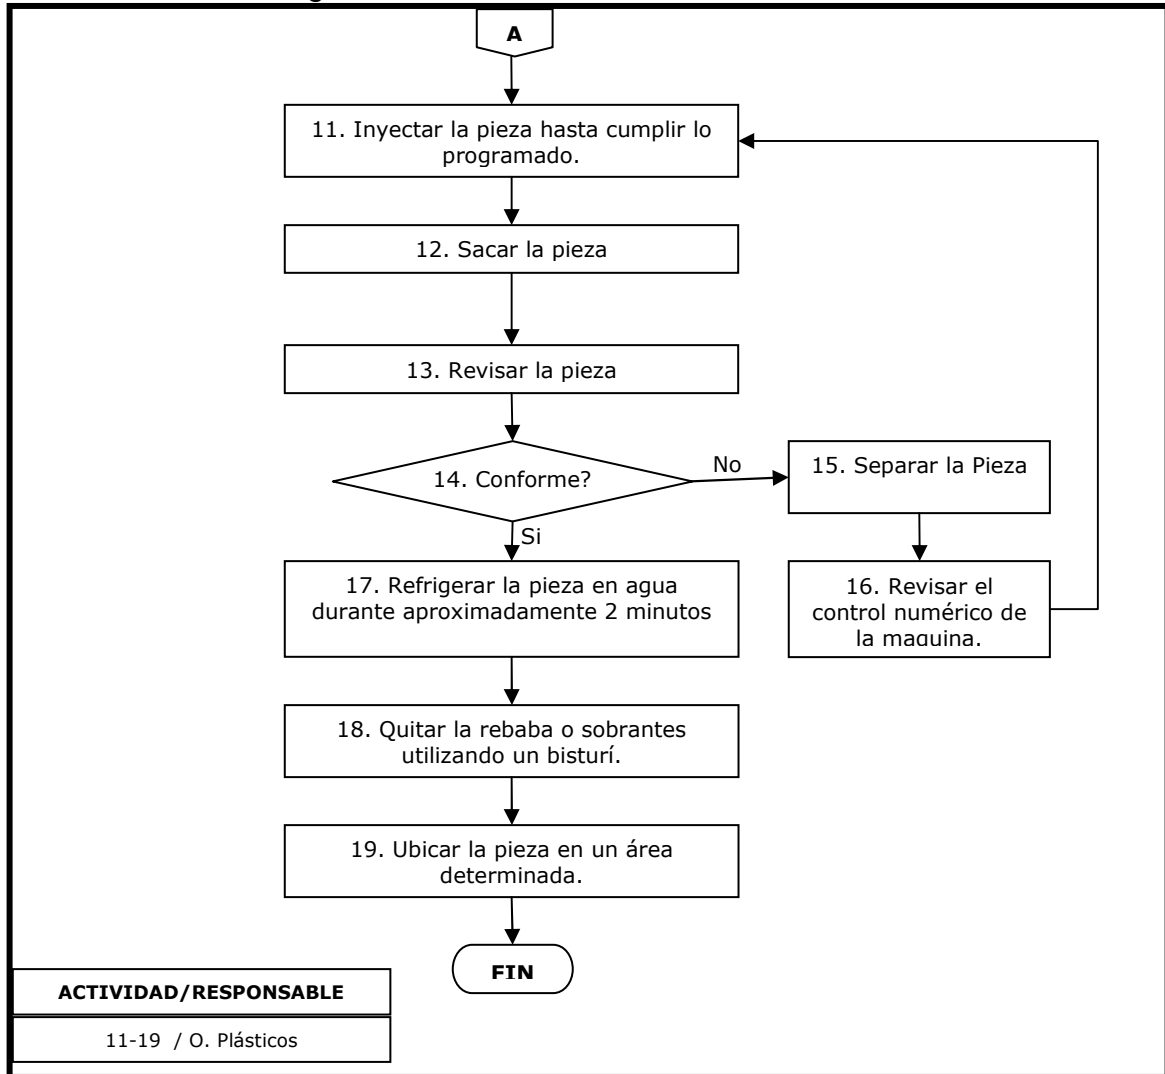 A
11. Inyectar la pieza hasta cumplir lo
programado.
12. Sacar la pieza
13. Revisar la pieza
14. Conforme?
No
15. Separar la Pieza
Si
16. Revisar el
control numérico de
la maquina.
17. Refrigerar la pieza en agua
durante aproximadamente 2 minutos
18. Quitar la rebaba o sobrantes
utilizando un bisturí.
19. Ubicar la pieza en un área
determinada.
FIN
ACTIVIDAD/RESPONSABLE
11-19 / O. Plásticos